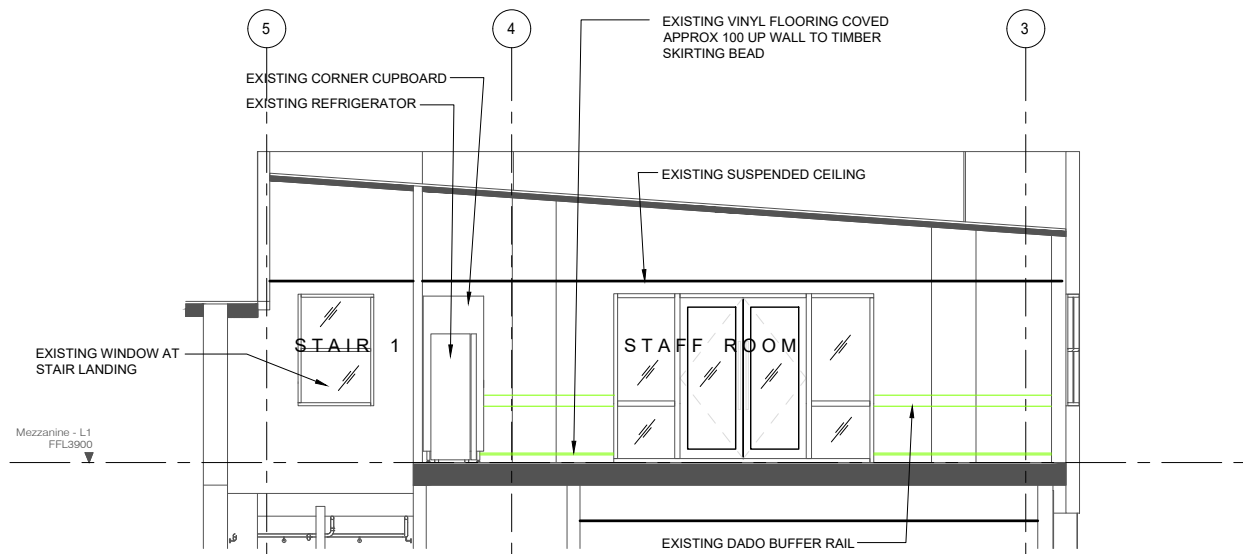 5
4
3
EXISTING VINYL FLOORING COVED
APPROX 100 UP WALL TO TIMBER
SKIRTING BEAD
EXISTING CORNER CUPBOARD
EXISTING REFRIGERATOR
EXISTING SUSPENDED CEILING
STAIR 1
STAFF ROOM
EXISTING WINDOW AT
STAIR LANDING
Mezzanine - L1
FFL3900
EXISTING DADO BUFFER RAIL